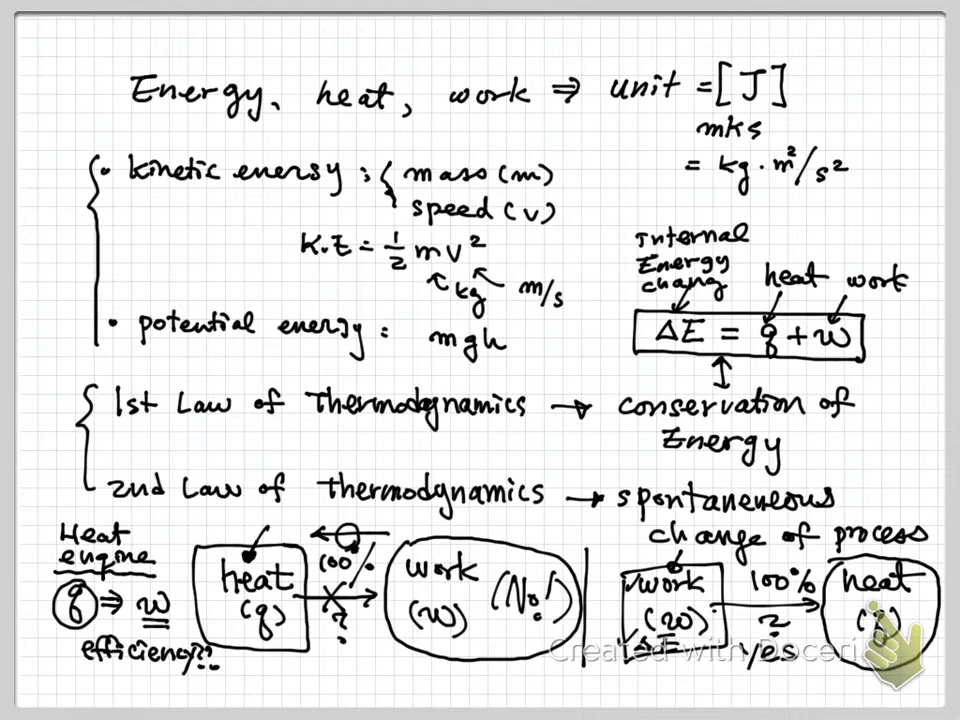 Energy, heat, work ⇒ unit = [J]
mks
= kg · m²/s²
• kinetic energy : { mass (m)
speed (v)
K.E = 1/2 mv²
kg m/s
• potential energy : mgh
Internal
Energy
chang
heat work
ΔE = q + w
1st Law of Thermodynamics → conservation of
Energy
2nd Law of Thermodynamics → spontaneneous
change of process
Heat
engine
q ⇒ w
efficiency??
heat
(q)
100%
?
work
(w) (No!)
work
(w)
ΔE
100%
?
Yes
heat
Created with Doceri